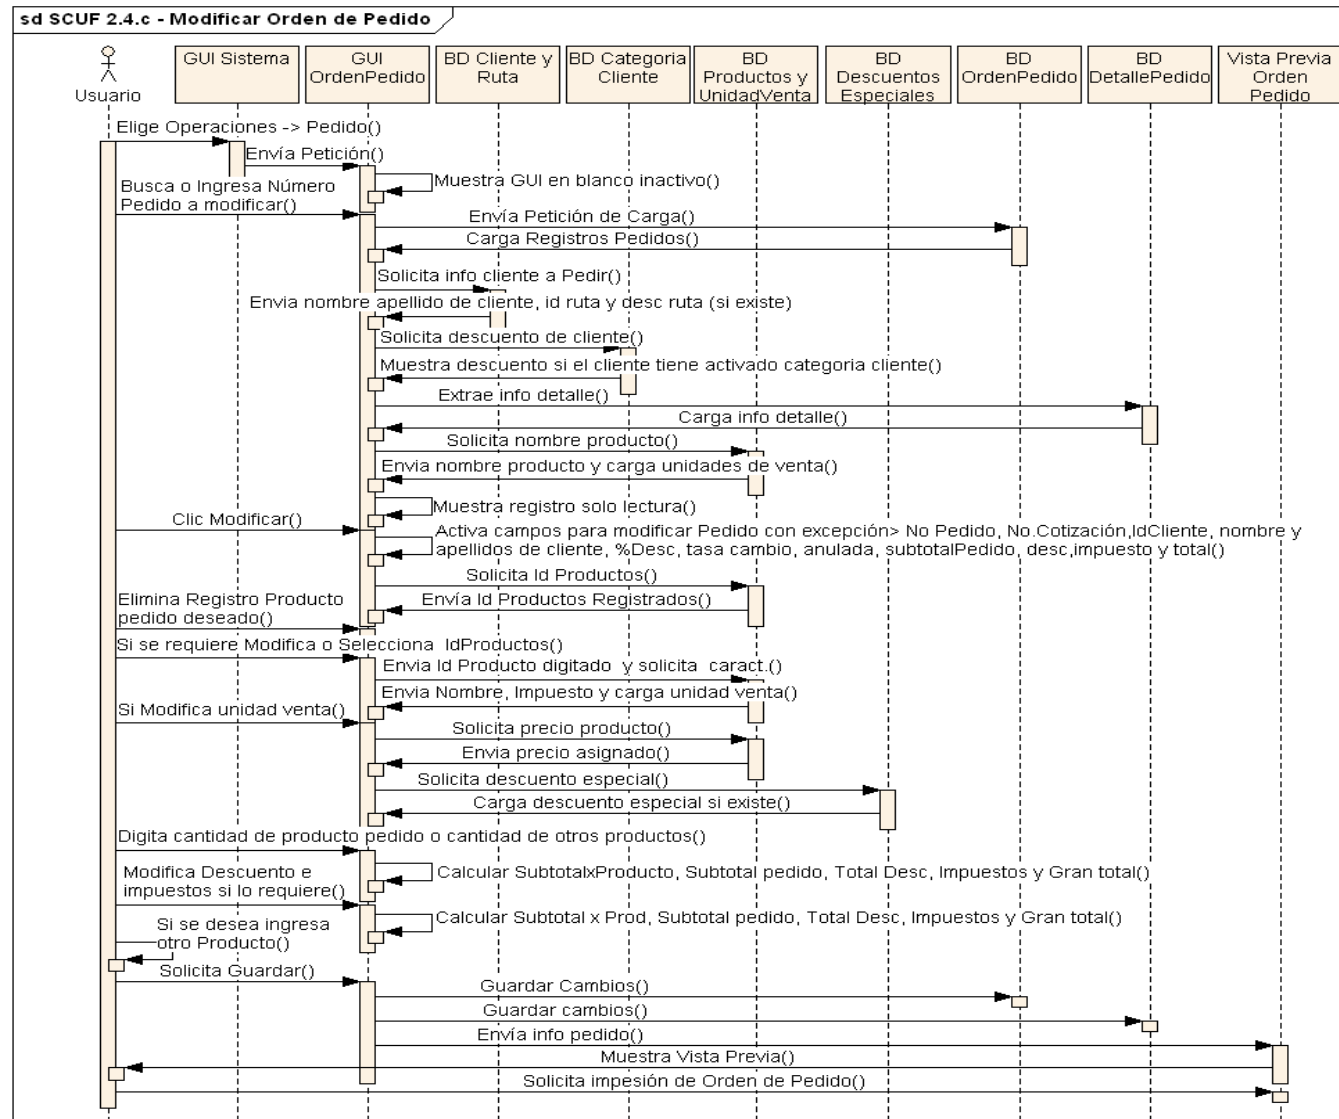 sd SCUF 2.4.c - Modificar Orden de Pedido
Usuario
GUI Sistema
GUI
OrdenPedido
BD Cliente y
Ruta
BD Categoria
Cliente
BD
Productos y
UnidadVenta
BD
Descuentos
Especiales
BD
OrdenPedido
BD
DetallePedido
Vista Previa
Orden
Pedido
Elige Operaciones -> Pedido()
Envía Petición()
Muestra GUI en blanco inactivo()
Busca o Ingresa Número
Pedido a modificar()
Envía Petición de Carga()
Carga Registros Pedidos()
Solicita info cliente a Pedir()
Envia nombre apellido de cliente, id ruta y desc ruta (si existe)
Solicita descuento de cliente()
Muestra descuento si el cliente tiene activado categoria cliente()
Extrae info detalle()
Carga info detalle()
Solicita nombre producto()
Envia nombre producto y carga unidades de venta()
Muestra registro solo lectura()
Clic Modificar()
Activa campos para modificar Pedido con excepción> No Pedido, No.Cotización,IdCliente, nombre y
apellidos de cliente, %Desc, tasa cambio, anulada, subtotalPedido, desc,impuesto y total()
Solicita Id Productos()
Envía Id Productos Registrados()
Elimina Registro Producto
pedido deseado()
Si se requiere Modifica o Selecciona IdProductos()
Envia Id Producto digitado y solicita caract.()
Envia Nombre, Impuesto y carga unidad venta()
Si Modifica unidad venta()
Solicita precio producto()
Envia precio asignado()
Solicita descuento especial()
Carga descuento especial si existe()
Digita cantidad de producto pedido o cantidad de otros productos()
Calcular SubtotalxProducto, Subtotal pedido, Total Desc, Impuestos y Gran total()
Modifica Descuento e
impuestos si lo requiere()
Calcular Subtotal x Prod, Subtotal pedido, Total Desc, Impuestos y Gran total()
Si se desea ingresa
otro Producto()
Solicita Guardar()
Guardar Cambios()
Guardar cambios()
Envía info pedido()
Muestra Vista Previa()
Solicita impesión de Orden de Pedido()